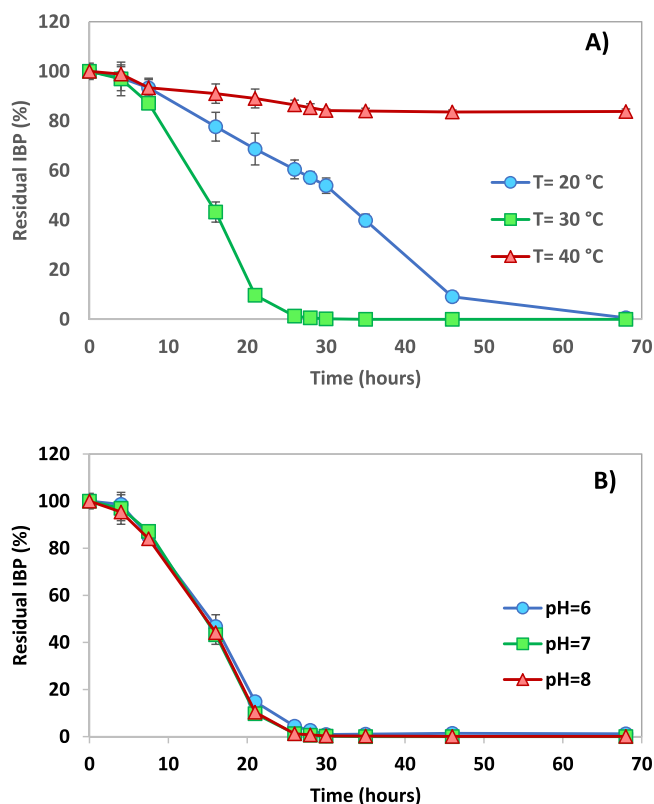 120
A)
100
80
60
40
20
0
Residual IBP (%)
T= 20 °C
T= 30 °C
T= 40 °C
0 10 20 30 40 50 60 70
Time (hours)
120
B)
100
80
60
40
20
0
Residual IBP (%)
pH=6
pH=7
pH=8
0 10 20 30 40 50 60 70
Time (hours)